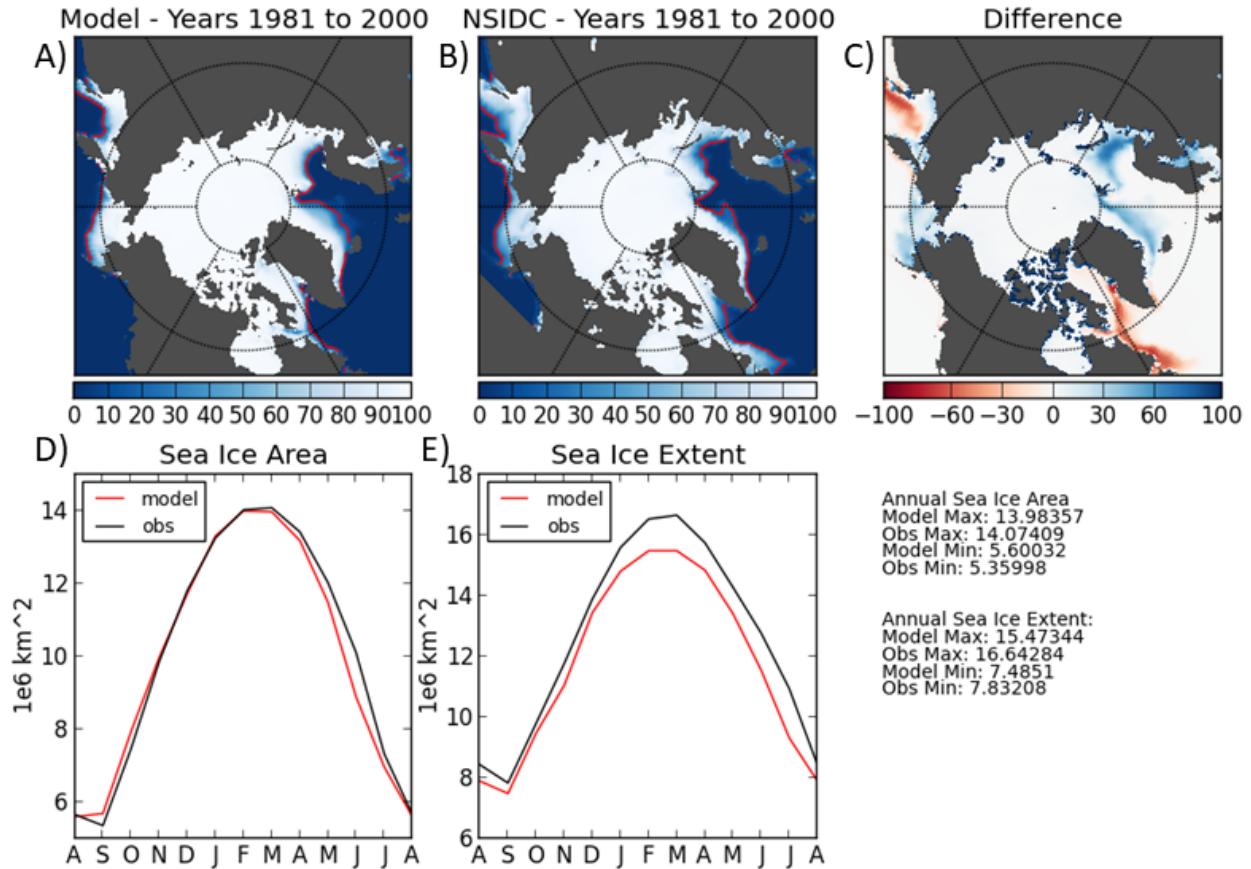 Model - Years 1981 to 2000
NSIDC - Years 1981 to 2000
Difference
A)
B)
C)
0 10 20 30 40 50 60 70 80 90 100
0 10 20 30 40 50 60 70 80 90 100
−100 −60 −30 0 30 60 100
D)
Sea Ice Area
E)
Sea Ice Extent
1e6 km^2
14
12
10
8
6
model
obs
A S O N D J F M A M J J A
1e6 km^2
18
16
14
12
10
8
6
model
obs
A S O N D J F M A M J J A
Annual Sea Ice Area
Model Max: 13.98357
Obs Max: 14.07409
Model Min: 5.60032
Obs Min: 5.35998
Annual Sea Ice Extent:
Model Max: 15.47344
Obs Max: 16.64284
Model Min: 7.4851
Obs Min: 7.83208